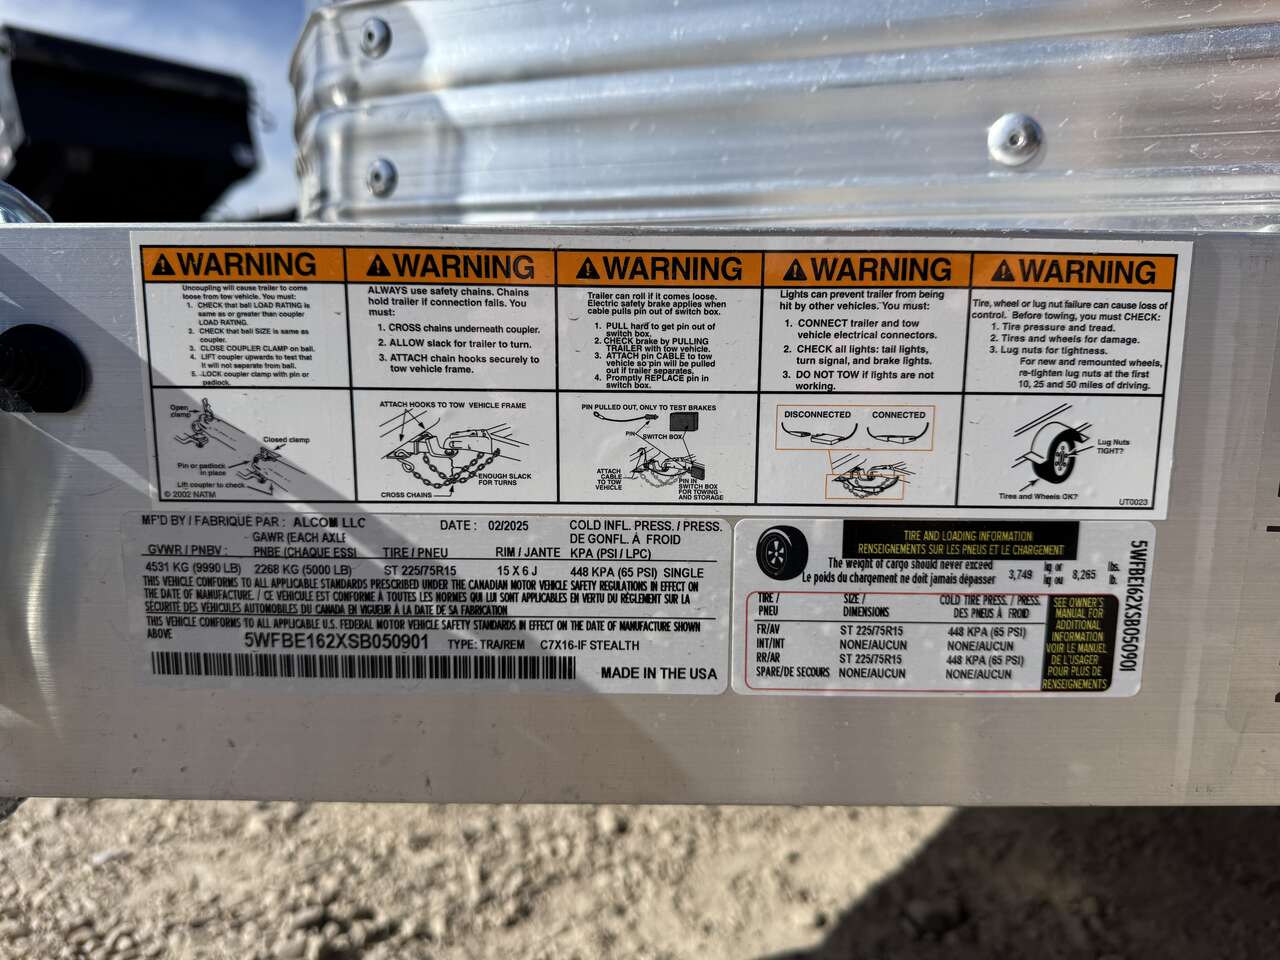 WARNING
Uncoupling will cause trailer to come
loose from tow vehicle. You must:
1. CHECK that ball LOAD RATING is
same as or greater than coupler
LOAD RATING.
2. CHECK that ball SIZE is same as
coupler.
3. CLOSE COUPLER CLAMP on ball.
4. LIFT coupler upwards to test that
it will not seperate from ball.
5. LOCK coupler clamp with pin or
padlock.
Open
clamp
Closed clamp
Pin or padlock
in place
Lift coupler to check
© 2002 NATM
WARNING
ALWAYS use safety chains. Chains
hold trailer if connection fails. You
must:
1. CROSS chains underneath coupler.
2. ALLOW slack for trailer to turn.
3. ATTACH chain hooks securely to
tow vehicle frame.
ATTACH HOOKS TO TOW VEHICLE FRAME
ENOUGH SLACK
FOR TURNS
CROSS CHAINS
WARNING
Trailer can roll if it comes loose.
Electric safety brake applies when
cable pulls pin out of switch box.
1. PULL hard to get pin out of
switch box.
2. CHECK brake by PULLING
TRAILER with tow vehicle.
3. ATTACH pin CABLE to tow
vehicle so pin will be pulled
out if trailer separates.
4. Promptly REPLACE pin in
switch box.
PIN PULLED OUT, ONLY TO TEST BRAKES
PIN
SWITCH BOX
ATTACH
CABLE
TO TOW
VEHICLE
PIN IN
SWITCH BOX
FOR TOWING
AND STORAGE
WARNING
Lights can prevent trailer from being
hit by other vehicles. You must:
1. CONNECT trailer and tow
vehicle electrical connectors.
2. CHECK all lights: tail lights,
turn signal, and brake lights.
3. DO NOT TOW if lights are not
working.
DISCONNECTED CONNECTED
WARNING
Tire, wheel or lug nut failure can cause loss of
control. Before towing, you must CHECK:
1. Tire pressure and tread.
2. Tires and wheels for damage.
3. Lug nuts for tightness.
For new and remounted wheels,
re-tighten lug nuts at the first
10, 25 and 50 miles of driving.
Lug Nuts
TIGHT?
Tires and Wheels OK?
UT0023
MF'D BY / FABRIQUÉ PAR : ALCOM LLC DATE : 02/2025 COLD INFL. PRESS. / PRESS.
GAWR (EACH AXLE DE GONFL. À FROID
GVWR / PNBV : PNBE (CHAQUE ESSI TIRE / PNEU RIM / JANTE KPA (PSI / LPC)
4531 KG (9990 LB) 2268 KG (5000 LB) ST 225/75R15 15 X 6 J 448 KPA (65 PSI) SINGLE
THIS VEHICLE CONFORMS TO ALL APPLICABLE STANDARDS PRESCRIBED UNDER THE CANADIAN MOTOR VEHICLE SAFETY REGULATIONS IN EFFECT ON
THE DATE OF MANUFACTURE. / CE VEHICULE EST CONFORME À TOUTES LES NORMES QUI LUI SONT APPLICABLES EN VERTU DU RÈGLEMENT SUR LA
SÉCURITÉ DES VÉHICULES AUTOMOBILES DU CANADA EN VIGUEUR À LA DATE DE SA FABRICATION
THIS VEHICLE CONFORMS TO ALL APPLICABLE U.S. FEDERAL MOTOR VEHICLE SAFETY STANDARDS IN EFFECT ON THE DATE OF MANUFACTURE SHOWN
ABOVE 5WFBE162XSB050901 TYPE: TRA/REM C7X16-IF STEALTH
MADE IN THE USA
TIRE AND LOADING INFORMATION
RENSEIGNEMENTS SUR LES PNEUS ET LE CHARGEMENT
The weight of cargo should never exceed kg or lbs.
Le poids du chargement ne doit jamais dépasser 3,749 kg ou 8,265 lb.
TIRE / SIZE / COLD TIRE PRESS. / PRESS.
PNEU DIMENSIONS DES PNEUS À FROID
FR/AV ST 225/75R15 448 KPA (65 PSI)
INT/INT NONE/AUCUN NONE/AUCUN
RR/AR ST 225/75R15 448 KPA (65 PSI)
SPARE/DE SECOURS NONE/AUCUN NONE/AUCUN
SEE OWNER'S
MANUAL FOR
ADDITIONAL
INFORMATION
VOIR LE MANUEL
DE L'USAGER
POUR PLUS DE
RENSEIGNEMENTS
5WFBE162XSB050901